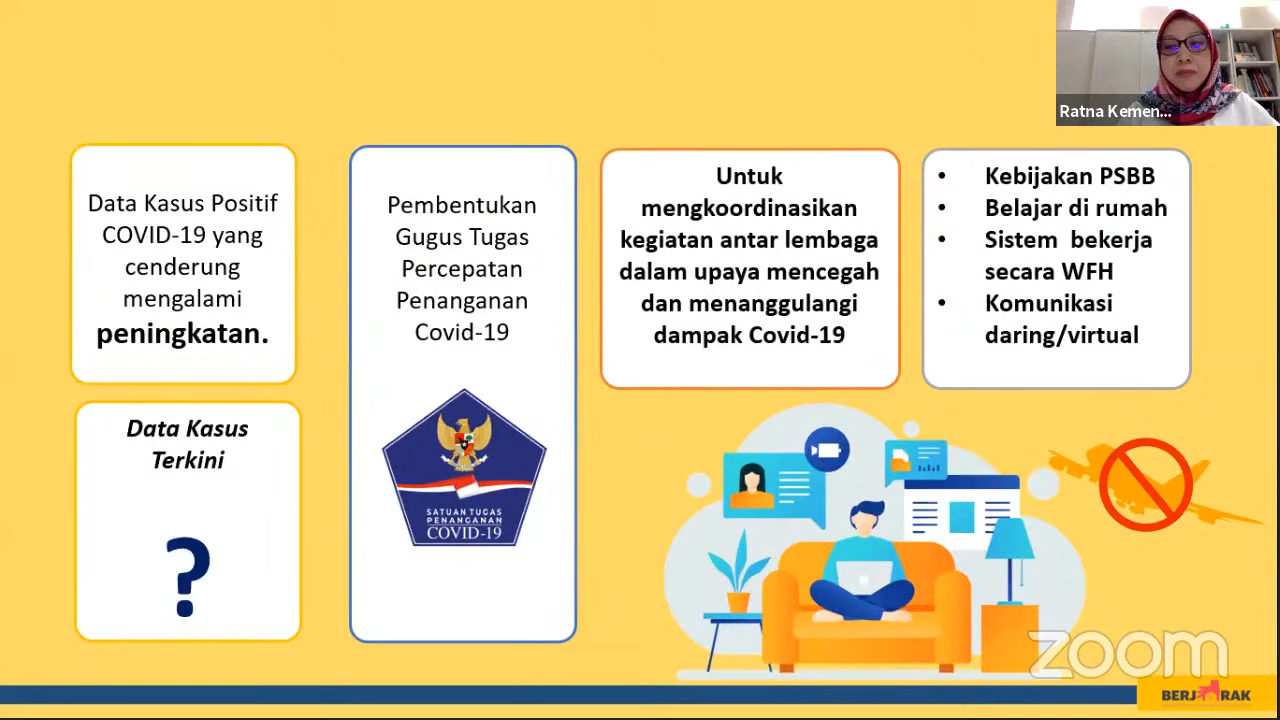 Ratna Kemen...
Data Kasus Positif
COVID-19 yang
cenderung
mengalami
peningkatan.
Data Kasus
Terkini
?
Pembentukan
Gugus Tugas
Percepatan
Penanganan
Covid-19
SATUAN TUGAS
PENANGANAN
COVID-19
Untuk
mengkoordinasikan
kegiatan antar lembaga
dalam upaya mencegah
dan menanggulangi
dampak Covid-19
• Kebijakan PSBB
• Belajar di rumah
• Sistem bekerja
secara WFH
• Komunikasi
daring/virtual
zoom
BERJARAK